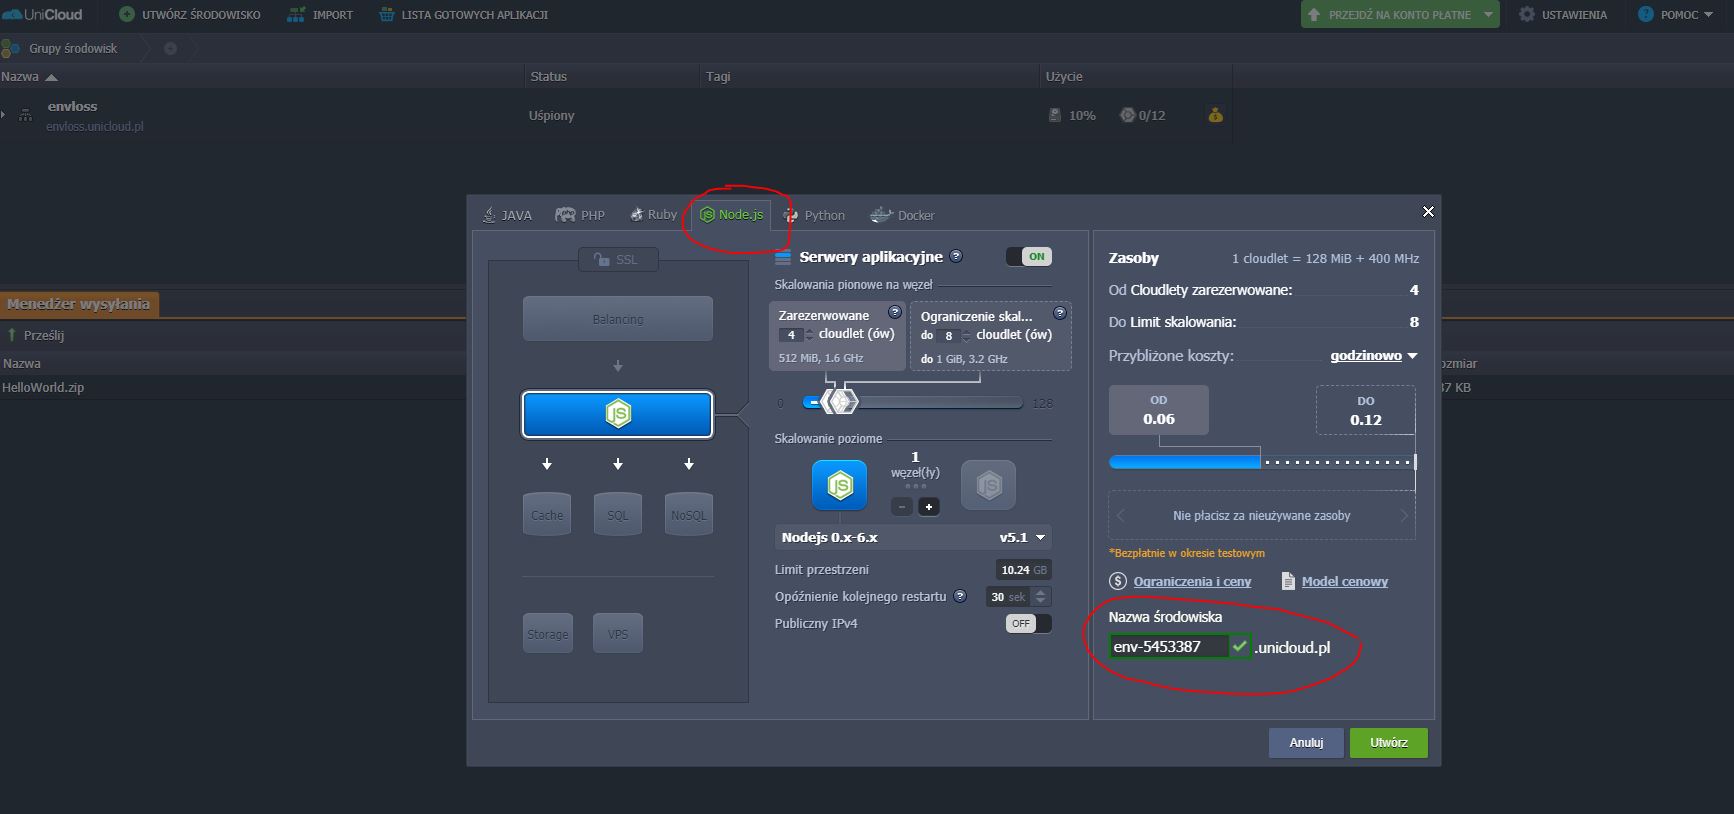 UniCloud UTWÓRZ ŚRODOWISKO IMPORT LISTA GOTOWYCH APLIKACJI PRZEJDŹ NA KONTO PŁATNE USTAWIENIA POMOC
Grupy środowisk
Nazwa Status Tagi Użycie
envloss Uśpiony 10% 0/12
envloss.unicloud.pl
Menedżer wysyłania
Prześlij
Nazwa ozmiar
HelloWorld.zip 37 KB
JAVA PHP Ruby Node.js Python Docker
SSL
Balancing
JS
Cache SQL NoSQL
Storage VPS
Serwery aplikacyjne ON
Skalowania pionowe na węzeł
Zarezerwowane
4 cloudlet (ów)
512 MiB, 1.6 GHz
Ograniczenie skal...
do 8 cloudlet (ów)
do 1 GiB, 3.2 GHz
0 128
Skalowanie poziome
JS 1 JS
węzeł(ły)
Nodejs 0.x-6.x v5.1
Limit przestrzeni 10.24 GB
Opóźnienie kolejnego restartu 30 sek
Publiczny IPv4 OFF
Zasoby 1 cloudlet = 128 MiB + 400 MHz
Od Cloudlety zarezerwowane: 4
Do Limit skalowania: 8
Przybliżone koszty: godzinowo
OD DO
0.06 0.12
Nie płacisz za nieużywane zasoby
*Bezpłatnie w okresie testowym
Ograniczenia i ceny Model cenowy
Nazwa środowiska
env-5453387 .unicloud.pl
Anuluj Utwórz